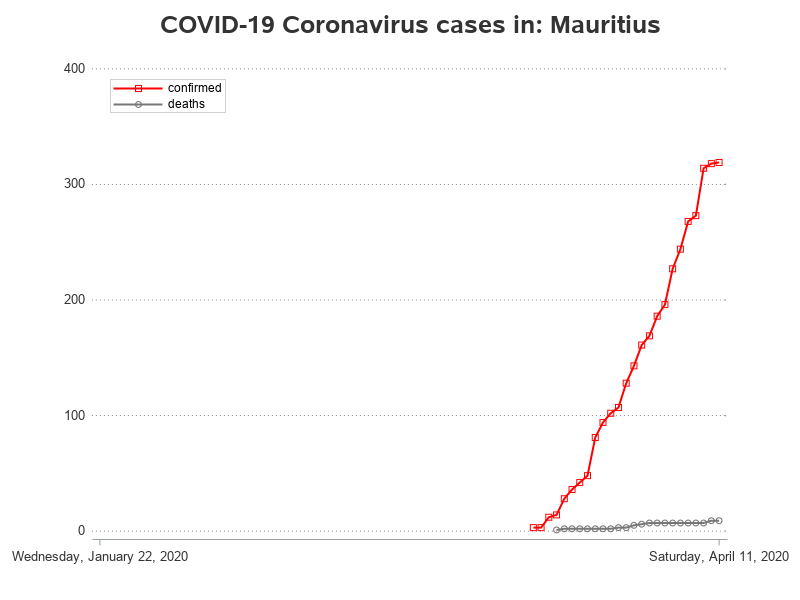 COVID-19 Coronavirus cases in: Mauritius
400
confirmed
deaths
300
200
100
0
Wednesday, January 22, 2020
Saturday, April 11, 2020